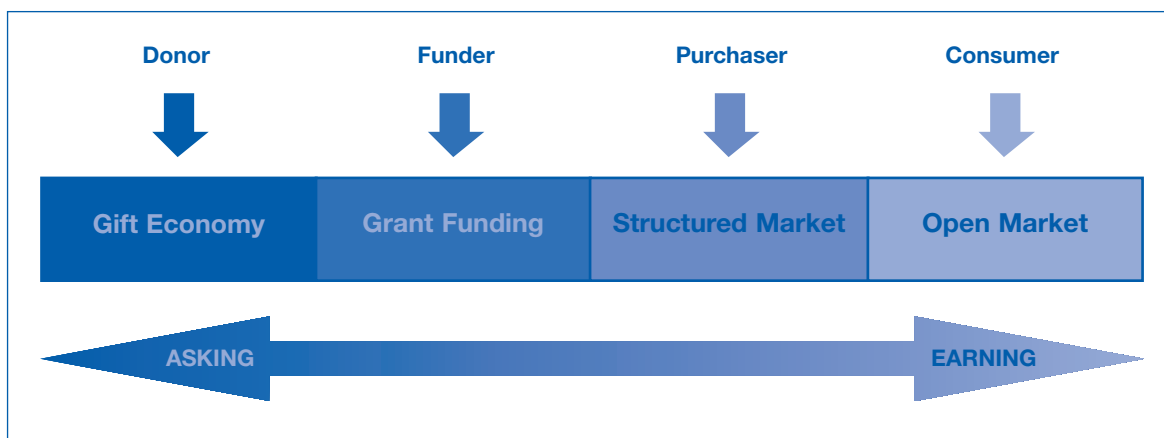 Donor Funder Purchaser Consumer
Gift Economy Grant Funding Structured Market Open Market
ASKING EARNING